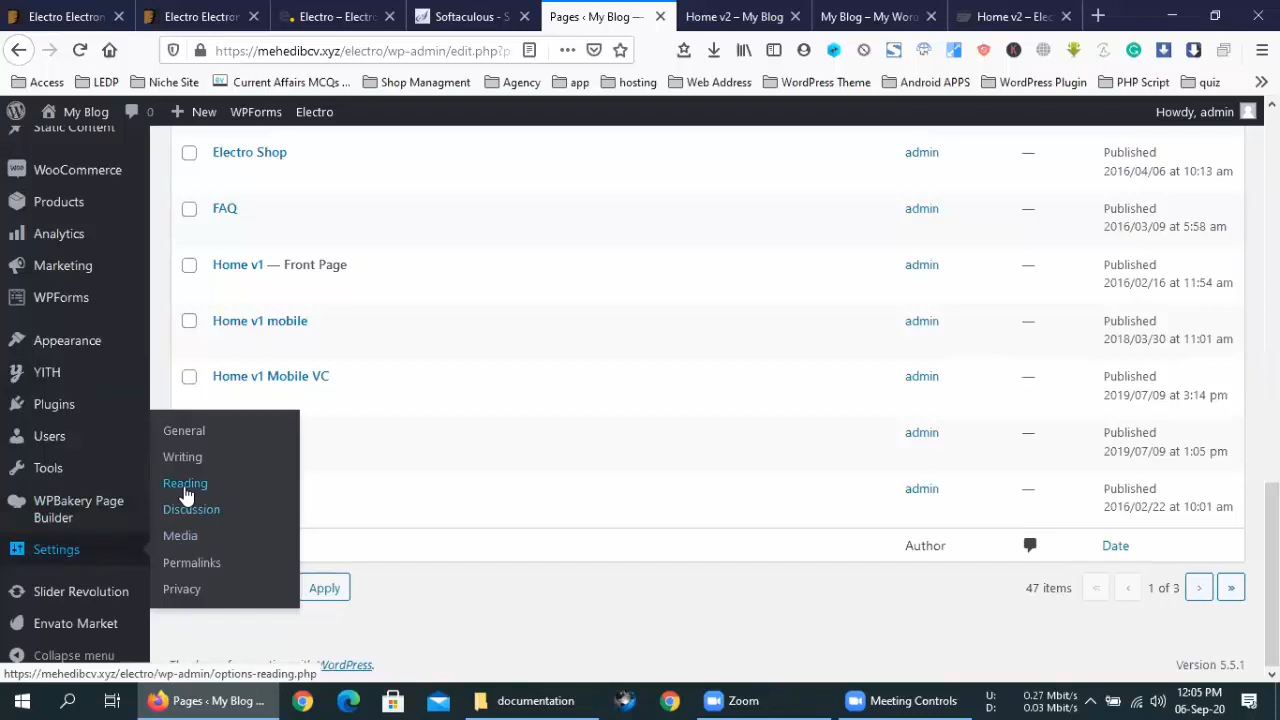 Electro Electron
Electro Electron
Electro – Electro
Softaculous - S
Pages ‹ My Blog —
Home v2 – My Blog
My Blog – My Wor
Home v2 – Elec
https://mehedibcv.xyz/electro/wp-admin/edit.php?p
Access
LEDP
Niche Site
Current Affairs MCQs ...
Shop Managment
Agency
app
hosting
Web Address
WordPress Theme
Android APPS
WordPress Plugin
PHP Script
quiz
My Blog
0
New
WPForms
Electro
Howdy, admin
Static Content
WooCommerce
Products
Analytics
Marketing
WPForms
Appearance
YITH
Plugins
Users
Tools
WPBakery Page
Builder
Settings
Slider Revolution
Envato Market
Collapse menu
General
Writing
Reading
Discussion
Media
Permalinks
Privacy
Electro Shop
admin
—
Published
2016/04/06 at 10:13 am
FAQ
admin
—
Published
2016/03/09 at 5:58 am
Home v1 — Front Page
admin
—
Published
2016/02/16 at 11:54 am
Home v1 mobile
admin
—
Published
2018/03/30 at 11:01 am
Home v1 Mobile VC
admin
—
Published
2019/07/09 at 3:14 pm
admin
—
Published
2019/07/09 at 1:05 pm
admin
—
Published
2016/02/22 at 10:01 am
Author
Date
Apply
47 items
«
‹
1 of 3
›
»
WordPress.
Version 5.5.1
https://mehedibcv.xyz/electro/wp-admin/options-reading.php
Pages ‹ My Blog ...
documentation
Zoom
Meeting Controls
U:
D:
0.27 Mbit/s
0.03 Mbit/s
12:05 PM
06-Sep-20